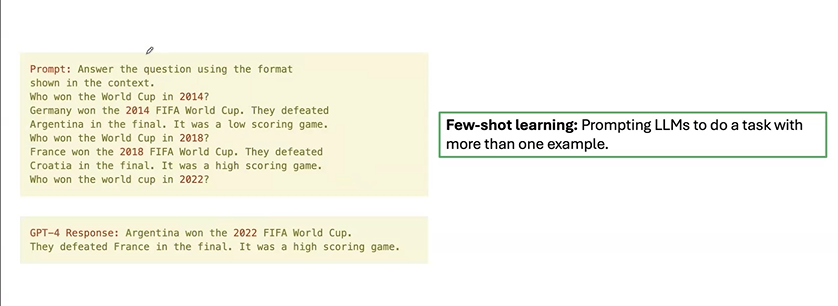 Prompt: Answer the question using the format
shown in the context.
Who won the World Cup in 2014?
Germany won the 2014 FIFA World Cup. They defeated
Argentina in the final. It was a low scoring game.
Who won the World Cup in 2018?
France won the 2018 FIFA World Cup. They defeated
Croatia in the final. It was a high scoring game.
Who won the world cup in 2022?
GPT-4 Response: Argentina won the 2022 FIFA World Cup.
They defeated France in the final. It was a high scoring game.
Few-shot learning: Prompting LLMs to do a task with
more than one example.